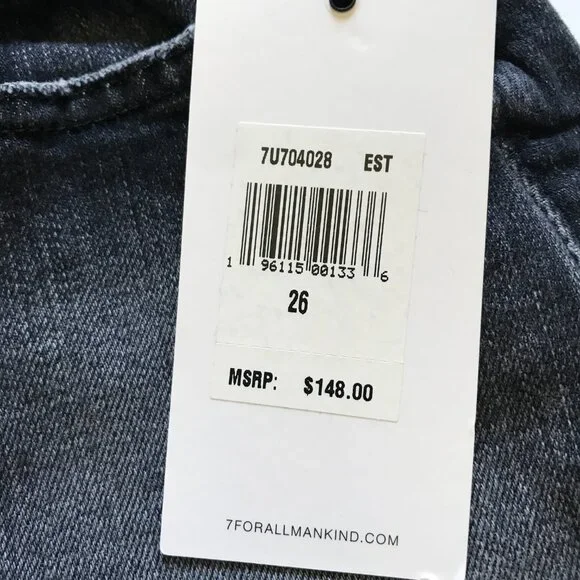 7U704028 EST
1 96115 00133 6
26
MSRP: $148.00
7FORALLMANKIND.COM